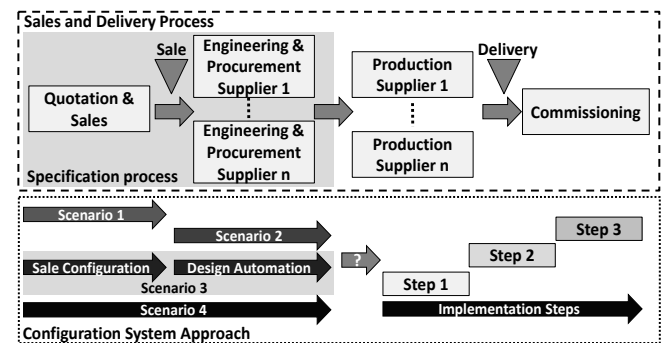 Sales and Delivery Process
Sale
Delivery
Quotation &
Sales
Engineering &
Procurement
Supplier 1
Engineering &
Procurement
Supplier n
Production
Supplier 1
Production
Supplier n
Commissioning
Specification process
Scenario 1
Scenario 2
Sale Configuration
Design Automation
Scenario 3
Scenario 4
?
Step 1
Step 2
Step 3
Implementation Steps
Configuration System Approach